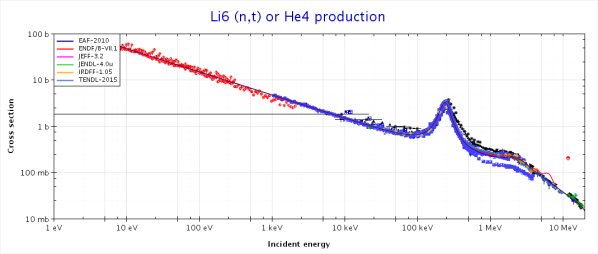 Li6 (n,t) or He4 production
100 b
10 b
1 b
100 mb
10 mb
Cross section
EAF-2010
ENDF/B-VII.1
JEFF-3.2
JENDL-4.0u
IRDFF-1.05
TENDL-2015
1 eV
10 eV
100 eV
1 keV
10 keV
100 keV
1 MeV
10 MeV
Incident energy